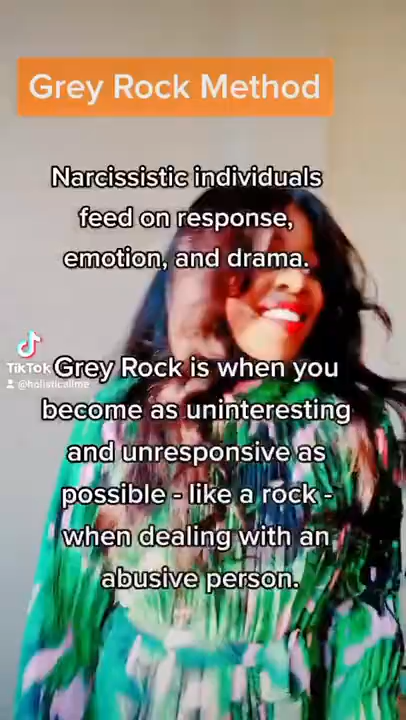 Grey Rock Method
Narcissistic individuals
feed on response,
emotion, and drama.
TikTok
@holisticallme
Grey Rock is when you
become as uninteresting
and unresponsive as
possible - like a rock -
when dealing with an
abusive person.